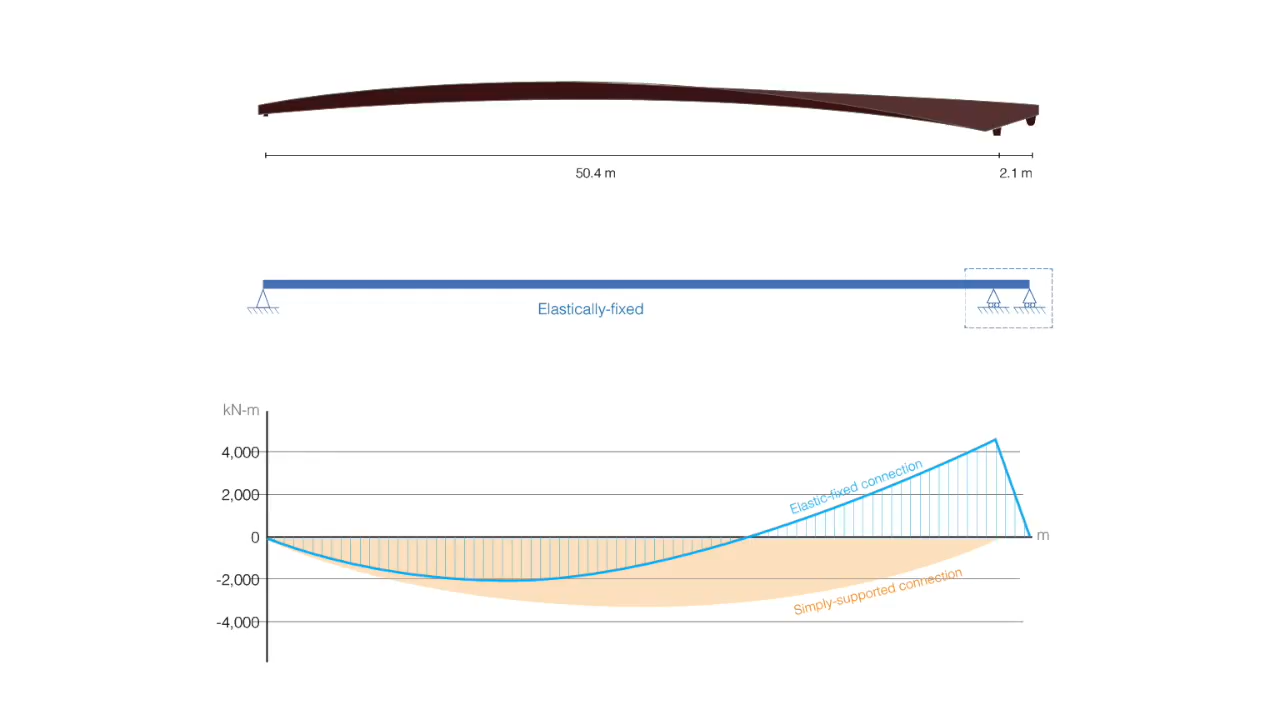 50.4 m
2.1 m
Elastically-fixed
kN-m
4,000
Elastic-fixed connection
2,000
0
m
-2,000
Simply-supported connection
-4,000